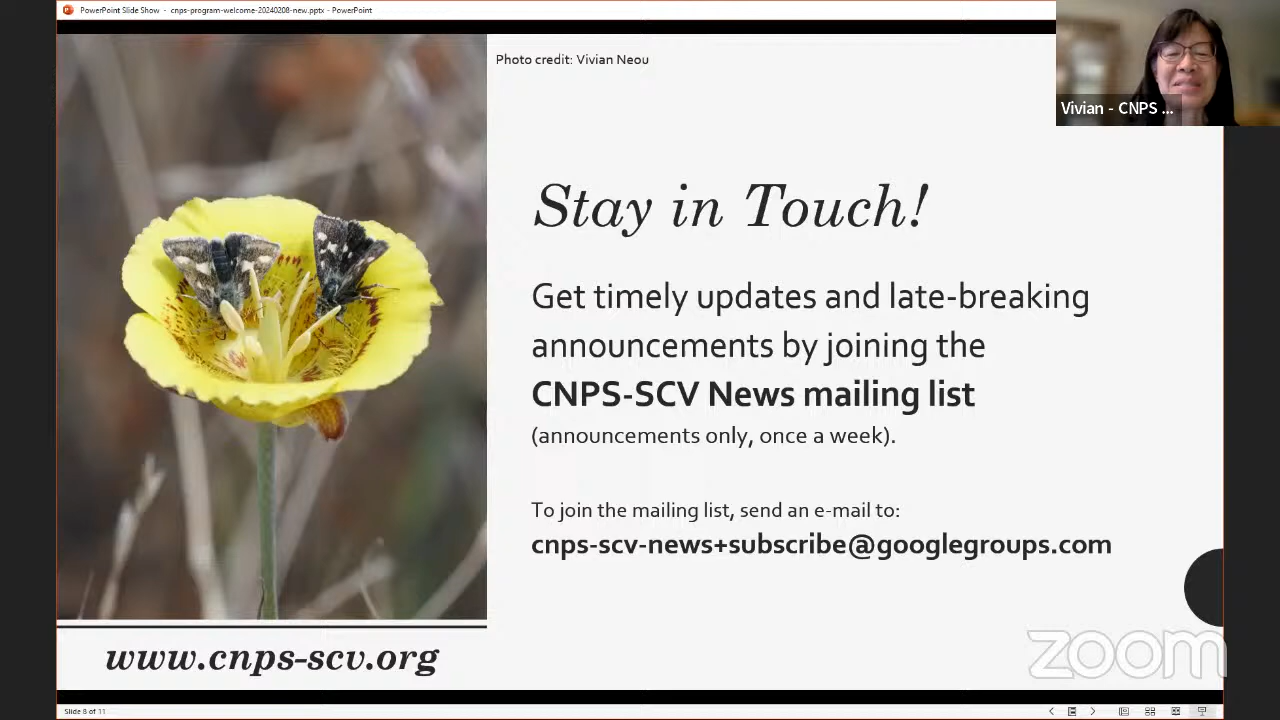 PowerPoint Slide Show - cnps-program-welcome-20240208-new.pptx - PowerPoint
Photo credit: Vivian Neou
Vivian - CNPS ...
Stay in Touch!
Get timely updates and late-breaking
announcements by joining the
CNPS-SCV News mailing list
(announcements only, once a week).
To join the mailing list, send an e-mail to:
cnps-scv-news+subscribe@googlegroups.com
www.cnps-scv.org
zoom
Slide 8 of 11